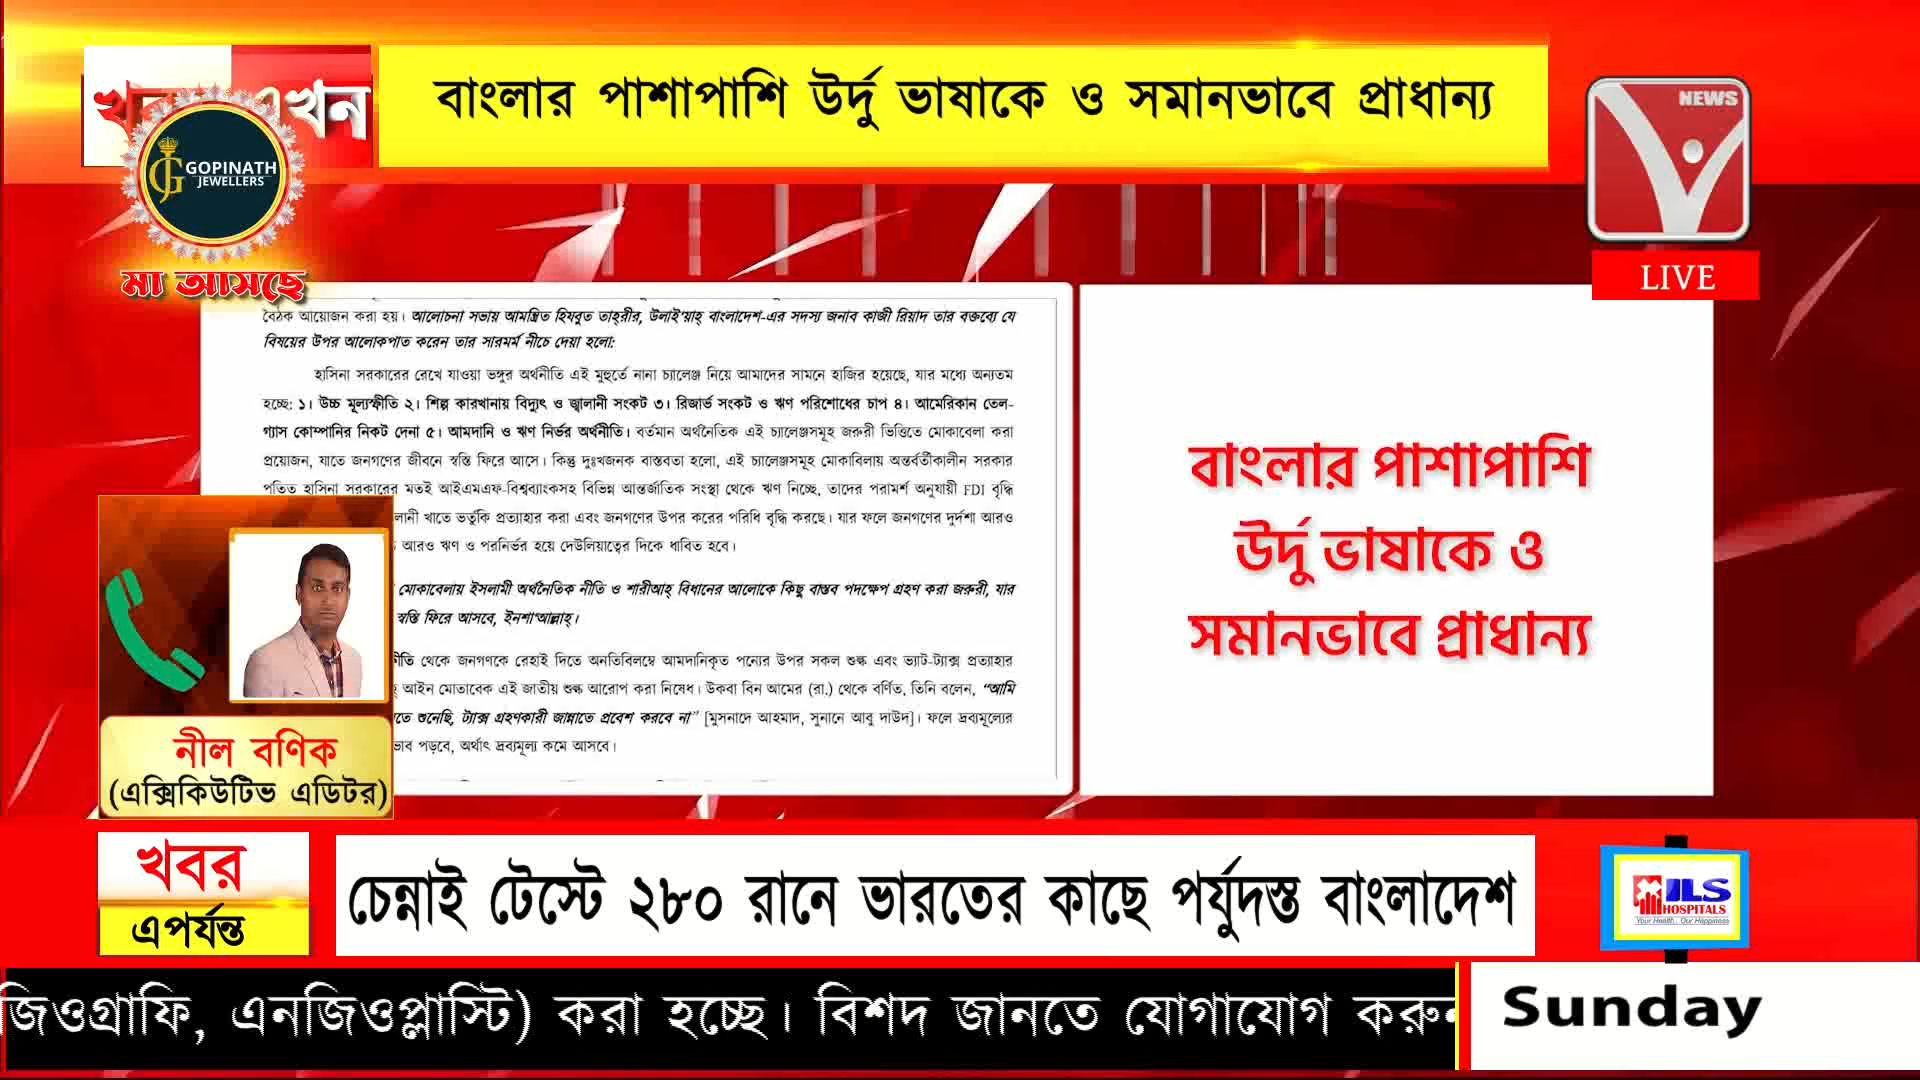 এখন
বাংলার পাশাপাশি উর্দু ভাষাকে ও সমানভাবে প্রাধান্য
NEWS
LIVE
GOPINATH
JEWELLERS
মা আসছে
বৈঠক আয়োজন করা হয়। আলোচনা সভায় আমন্ত্রিত হিযবুত তাহ্‌রীর, উলাই'য়াহ্‌ বাংলাদেশ-এর সদস্য জনাব কাজী রিয়াদ তার বক্তব্যে যে
বিষয়ের উপর আলোকপাত করেন তার সারমর্ম নীচে দেয়া হলো:
হাসিনা সরকারের রেখে যাওয়া ভঙ্গুর অর্থনীতি এই মুহুর্তে নানা চ্যালেঞ্জ নিয়ে আমাদের সামনে হাজির হয়েছে, যার মধ্যে অন্যতম
হচ্ছে: ১। উচ্চ মূল্যস্ফীতি ২। শিল্প কারখানায় বিদ্যুৎ ও জ্বালানী সংকট ৩। রিজার্ভ সংকট ও ঋণ পরিশোধের চাপ ৪। আমেরিকান তেল-
গ্যাস কোম্পানির নিকট দেনা ৫। আমদানি ও ঋণ নির্ভর অর্থনীতি। বর্তমান অর্থনৈতিক এই চ্যালেঞ্জসমূহ জরুরী ভিত্তিতে মোকাবেলা করা
প্রয়োজন, যাতে জনগণের জীবনে স্বস্তি ফিরে আসে। কিন্তু দুঃখজনক বাস্তবতা হলো, এই চ্যালেঞ্জসমূহ মোকাবিলায় অন্তর্বর্তীকালীন সরকার
পতিত হাসিনা সরকারের মতই আইএমএফ-বিশ্বব্যাংকসহ বিভিন্ন আন্তর্জাতিক সংস্থা থেকে ঋণ নিচ্ছে, তাদের পরামর্শ অনুযায়ী FDI বৃদ্ধি
লানী খাতে ভর্তুকি প্রত্যাহার করা এবং জনগণের উপর করের পরিধি বৃদ্ধি করছে। যার ফলে জনগণের দুর্দশা আরও
আরও ঋণ ও পরনির্ভর হয়ে দেউলিয়াত্বের দিকে ধাবিত হবে।
মোকাবেলায় ইসলামী অর্থনৈতিক নীতি ও শারীআহ্‌ বিধানের আলোকে কিছু বাস্তব পদক্ষেপ গ্রহণ করা জরুরী, যার
স্বস্তি ফিরে আসবে, ইনশা'আল্লাহ্‌।
থেকে জনগণকে রেহাই দিতে অনতিবিলম্বে আমদানিকৃত পন্যের উপর সকল শুল্ক এবং ভ্যাট-ট্যাক্স প্রত্যাহার
আইন মোতাবেক এই জাতীয় শুল্ক আরোপ করা নিষেধ। উকবা বিন আমের (রা.) থেকে বর্ণিত, তিনি বলেন, “আমি
তে শুনেছি, ট্যাক্স গ্রহণকারী জান্নাতে প্রবেশ করবে না” [মুসনাদে আহমাদ, সুনানে আবু দাউদ]। ফলে দ্রব্যমূল্যের
ভাব পড়বে, অর্থাৎ দ্রব্যমূল্য কমে আসবে।
বাংলার পাশাপাশি
উর্দু ভাষাকে ও
সমানভাবে প্রাধান্য
নীল বণিক
(এক্সিকিউটিভ এডিটর)
খবর
এপর্যন্ত
চেন্নাই টেস্টে ২৮০ রানে ভারতের কাছে পর্যুদস্ত বাংলাদেশ
ILS
HOSPITALS
Your Health.. Our Happiness
জিওগ্রাফি, এনজিওপ্লাস্টি) করা হচ্ছে। বিশদ জানতে যোগাযোগ করুন
Sunday